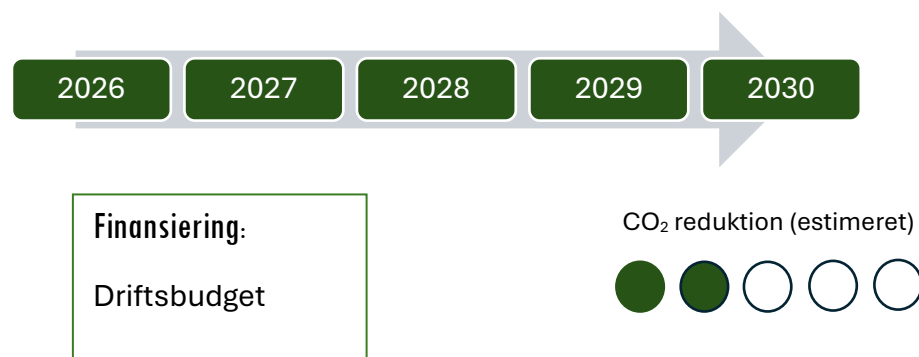 2026 2027 2028 2029 2030
Finansiering:
Driftsbudget
CO₂ reduktion (estimeret)